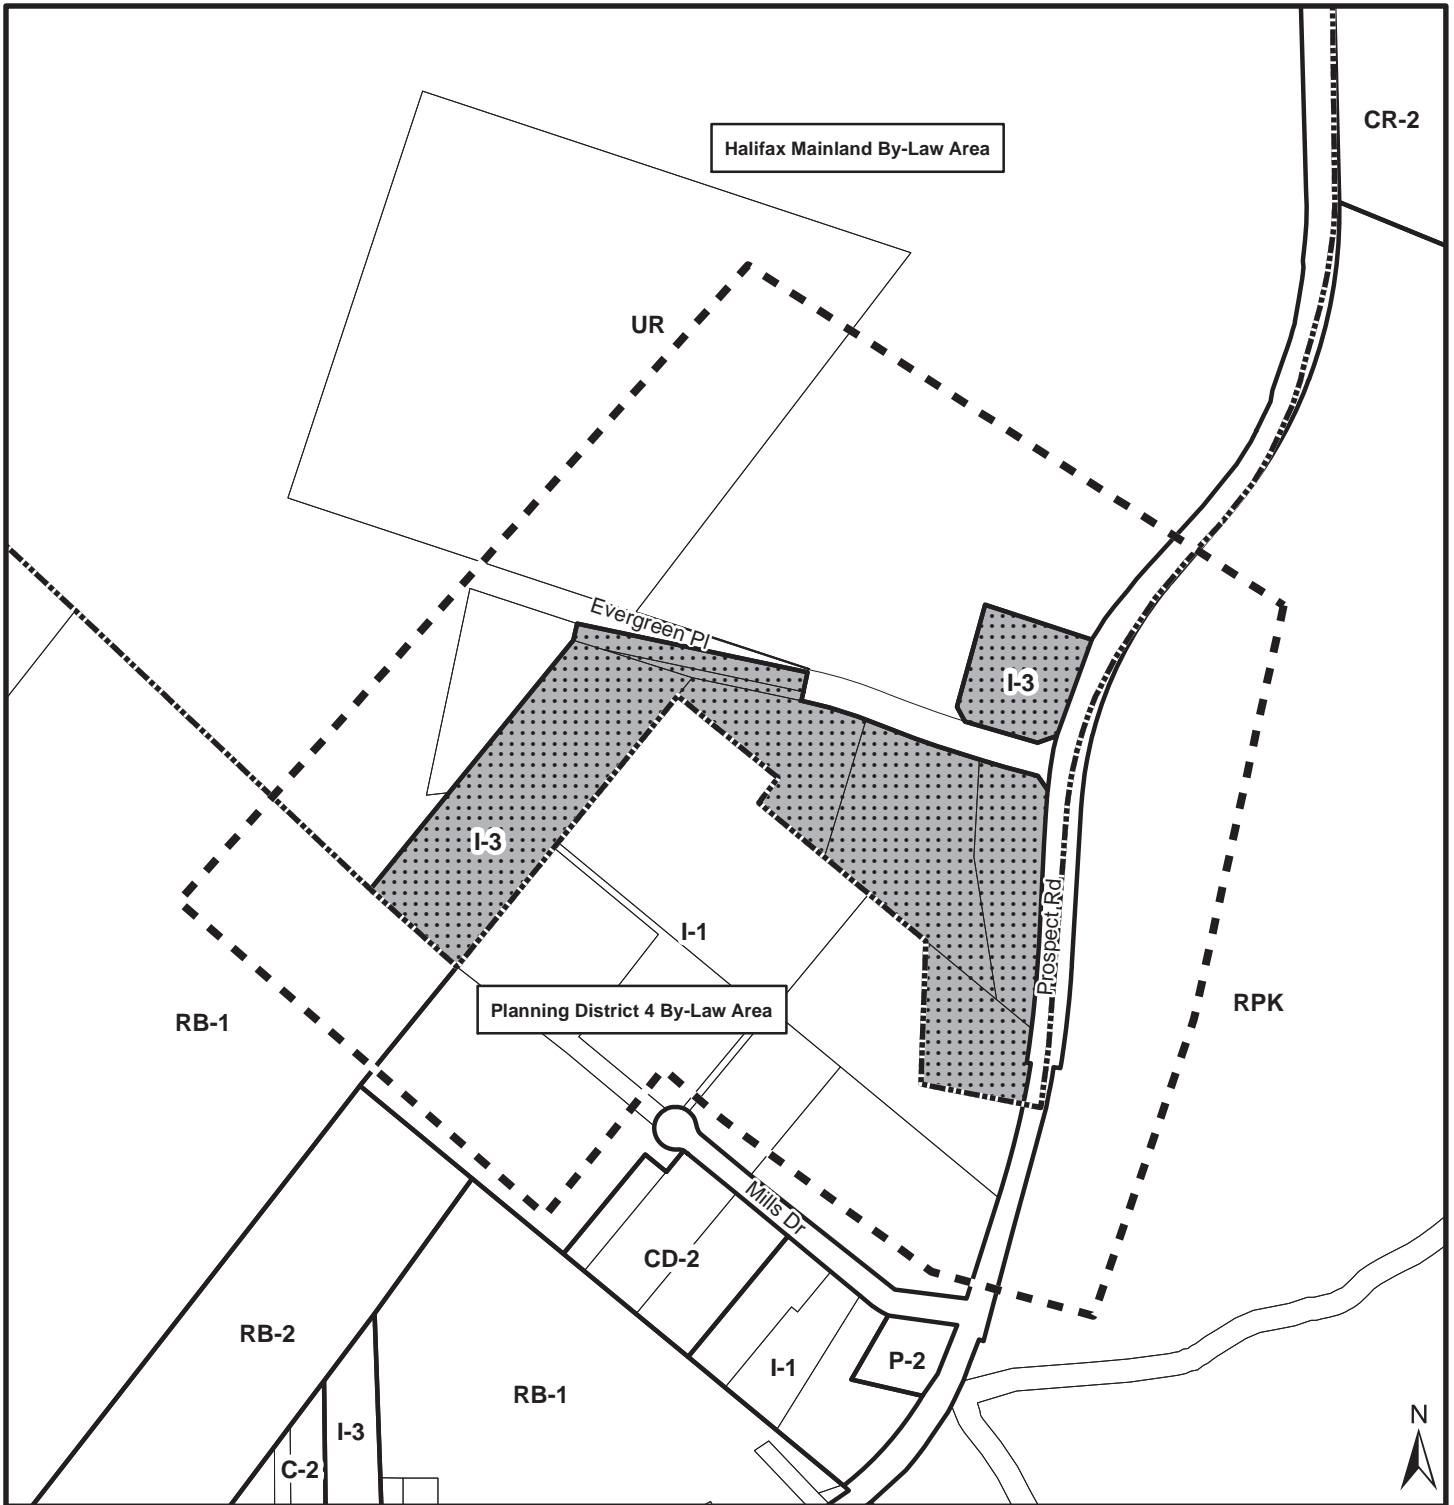 CR-2
Halifax Mainland By-Law Area
UR
Evergreen Pl
I-3
I-3
I-1
Prospect Rd
Planning District 4 By-Law Area
RPK
RB-1
Mills Dr
CD-2
RB-2
I-1
P-2
RB-1
I-3
C-2
N